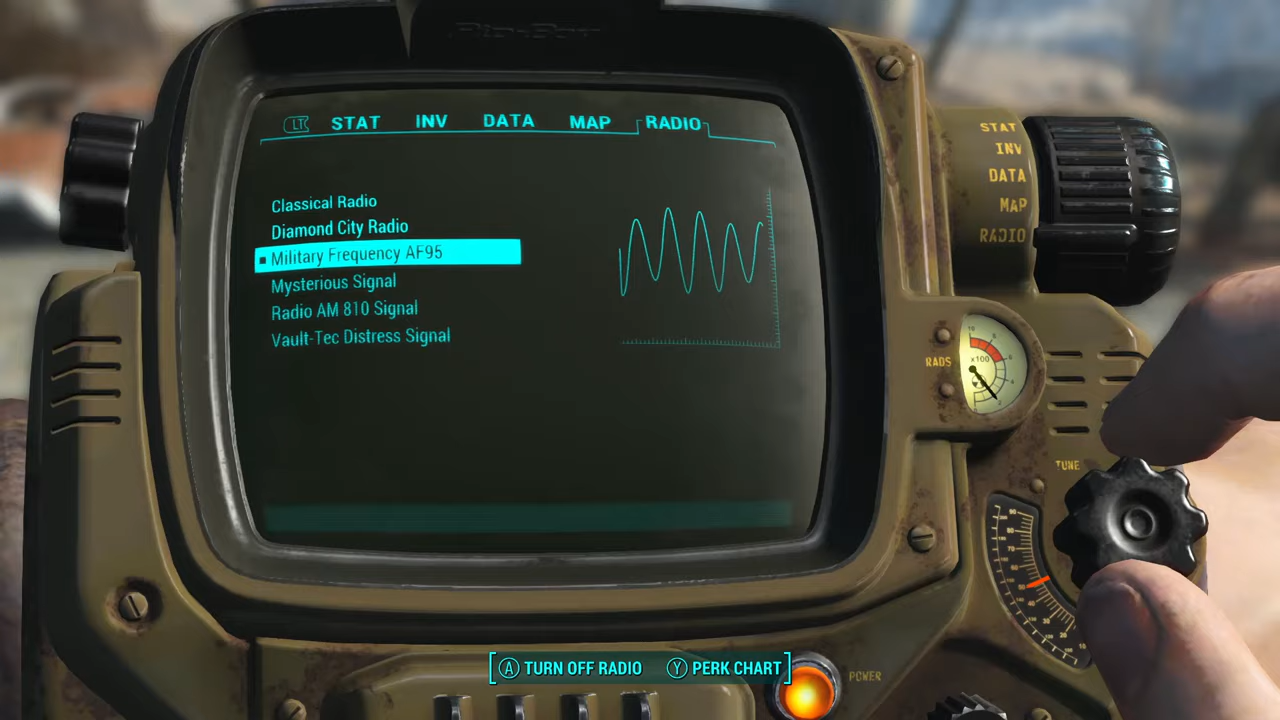 Pip-Boy
LT STAT INV DATA MAP RADIO
Classical Radio
Diamond City Radio
Military Frequency AF95
Mysterious Signal
Radio AM 810 Signal
Vault-Tec Distress Signal
STAT
INV
DATA
MAP
RADIO
RADS
x100
TUNE
POWER
A TURN OFF RADIO Y PERK CHART